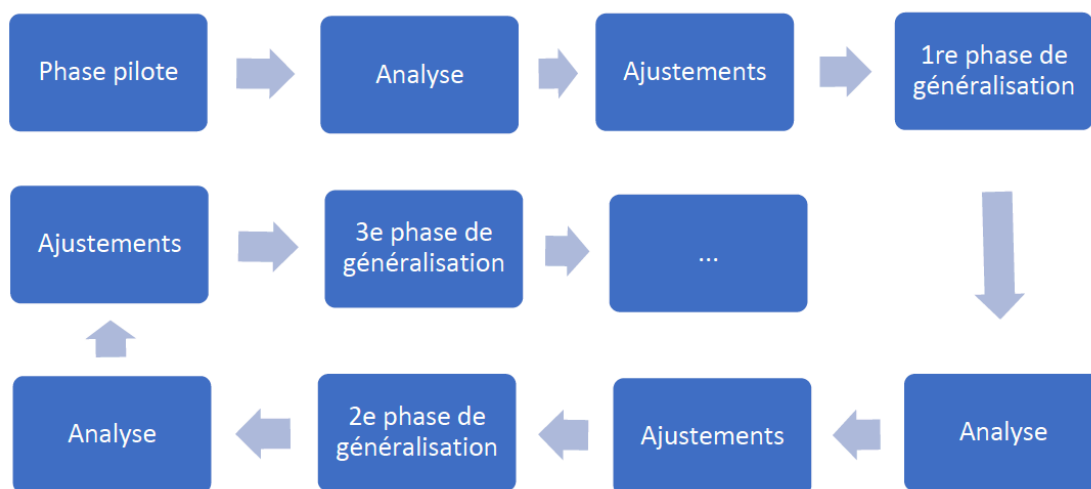 Phase pilote
Analyse
Ajustements
1re phase de
généralisation
Analyse
Ajustements
2e phase de
généralisation
Analyse
Ajustements
3e phase de
généralisation
...